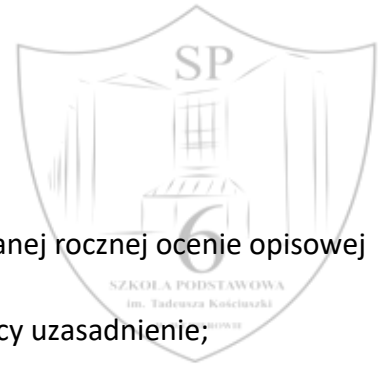 SP
anej rocznej ocenie opisowej
6
SZKOŁA PODSTAWOWA
im. Tadeusza Kościuszki
cy uzasadnienie;